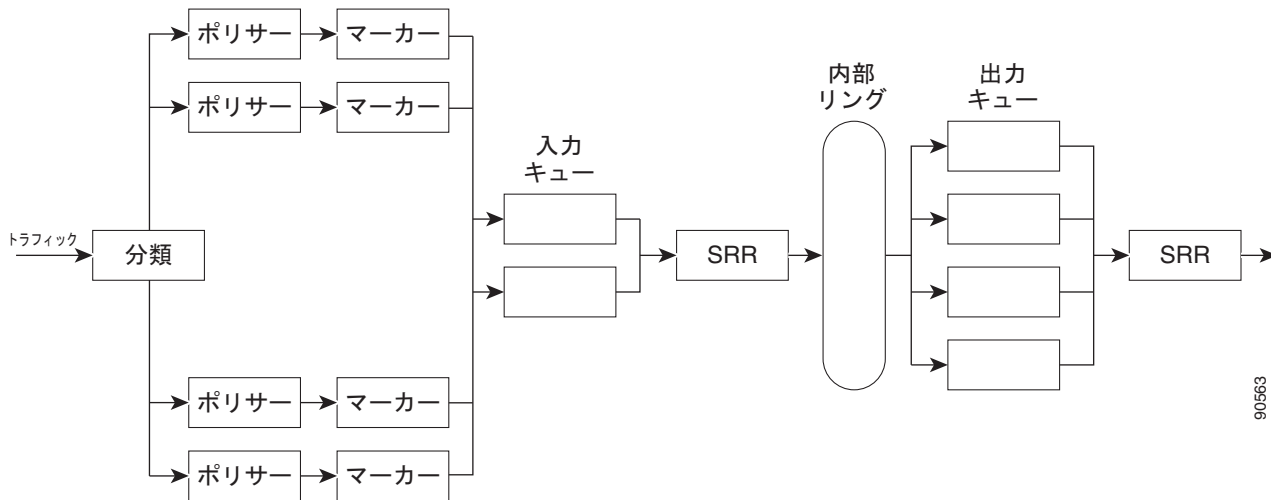 ポリサー
マーカー
ポリサー
マーカー
内部
リング
出力
キュー
入力
キュー
トラフィック
分類
SRR
SRR
ポリサー
マーカー
ポリサー
マーカー
90563